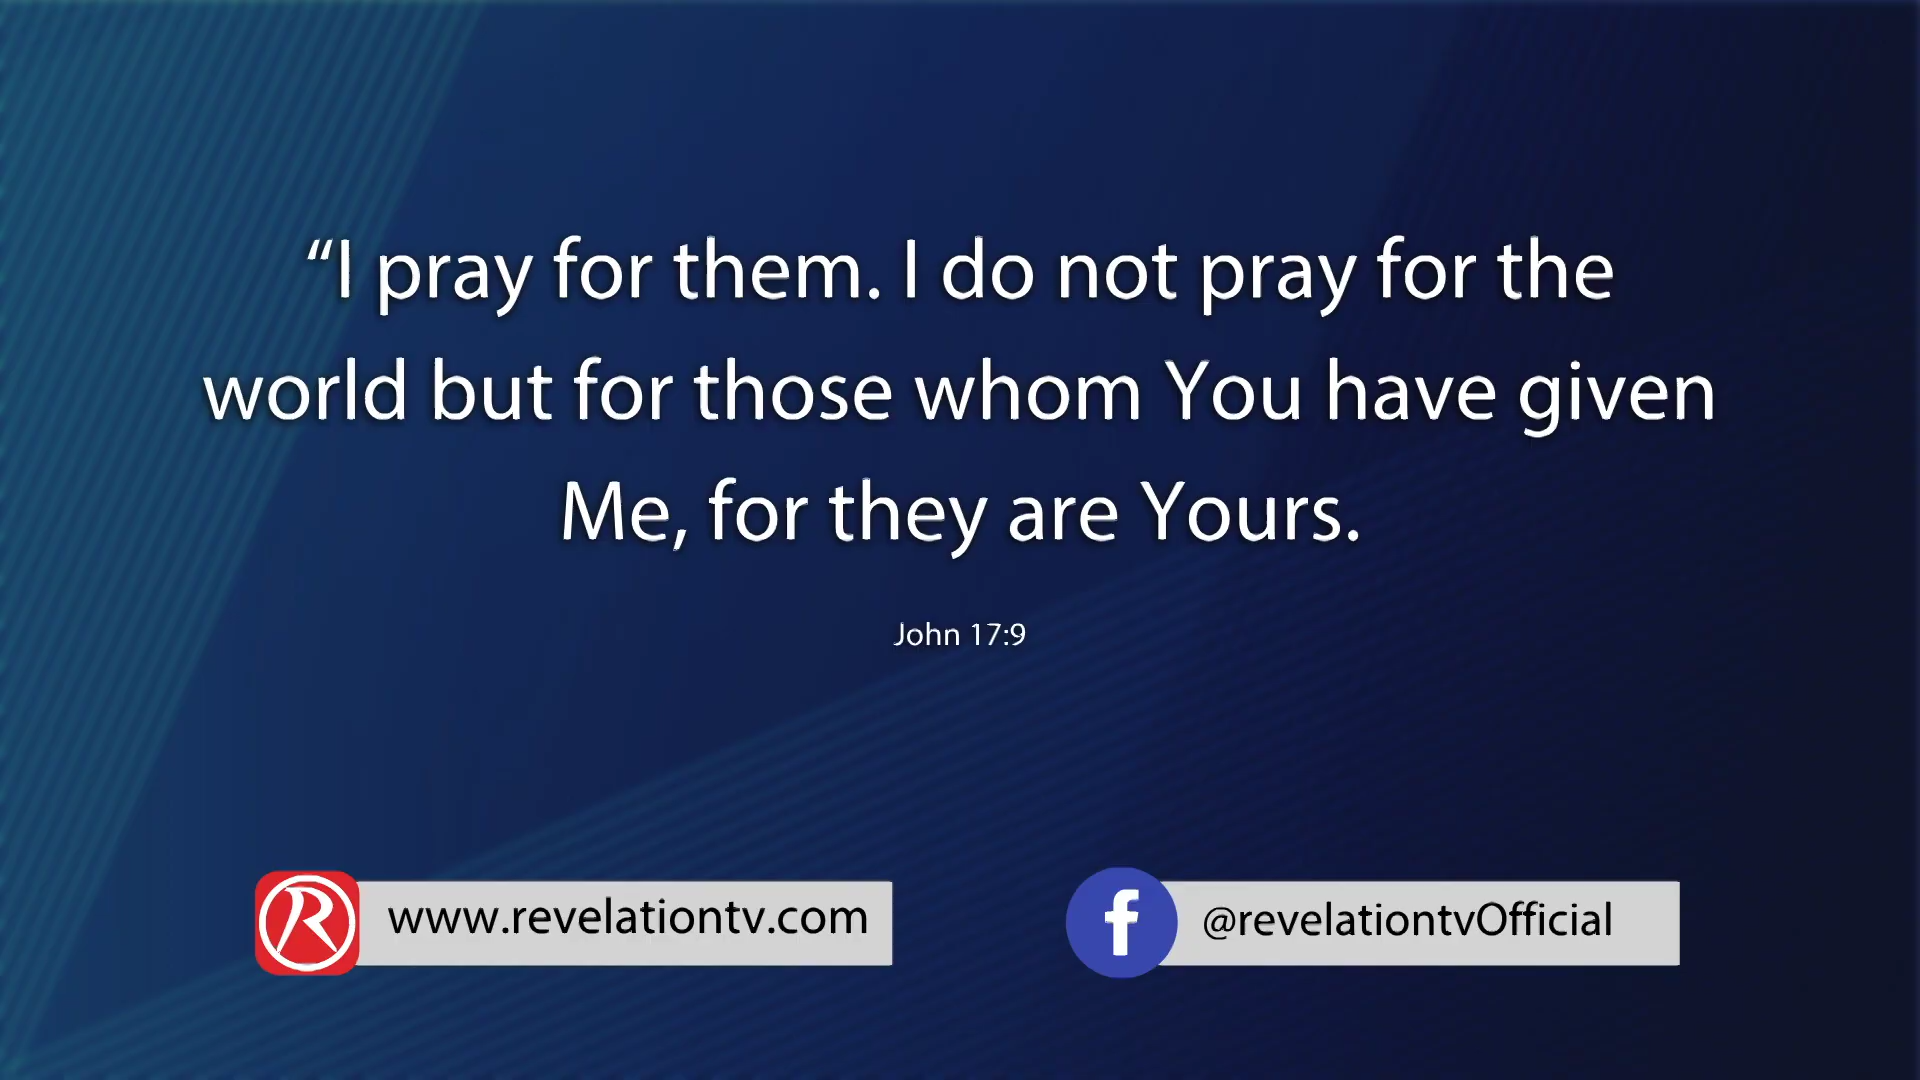 “I pray for them. I do not pray for the
world but for those whom You have given
Me, for they are Yours.
John 17:9
R
www.revelationtv.com
f
@revelationtvOfficial